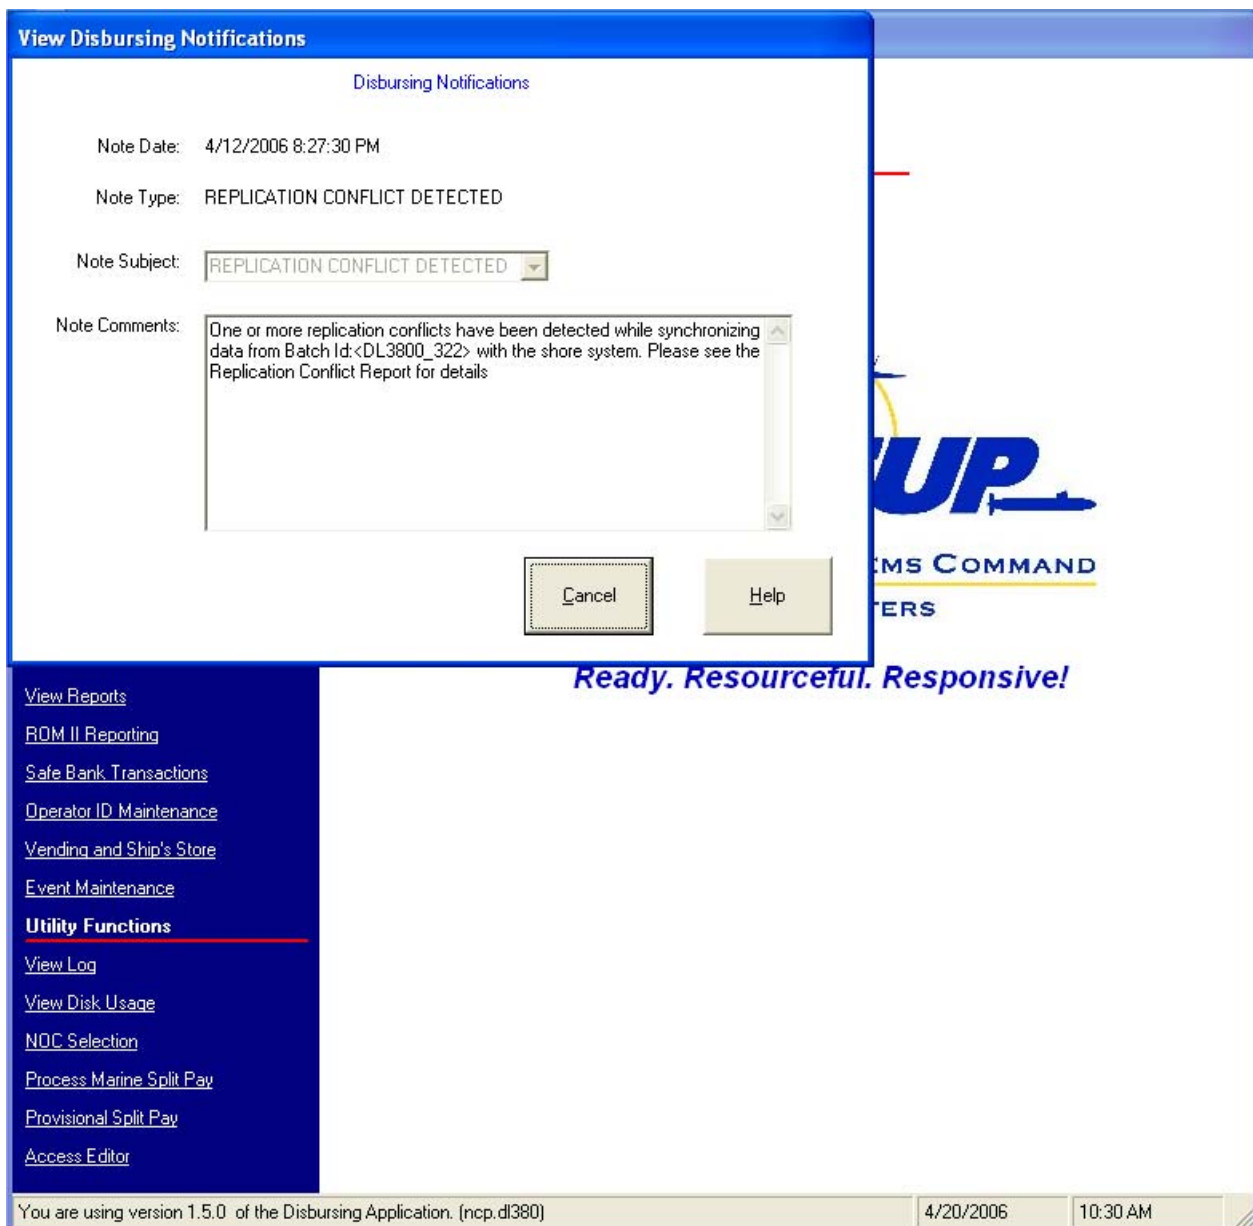 View Disbursing Notifications
Disbursing Notifications
Note Date: 4/12/2006 8:27:30 PM
Note Type: REPLICATION CONFLICT DETECTED
Note Subject: REPLICATION CONFLICT DETECTED
Note Comments: One or more replication conflicts have been detected while synchronizing
data from Batch Id:<DL3800_322> with the shore system. Please see the
Replication Conflict Report for details
Cancel Help
UP
MS COMMAND
ERS
Ready. Resourceful. Responsive!
View Reports
ROM II Reporting
Safe Bank Transactions
Operator ID Maintenance
Vending and Ship's Store
Event Maintenance
Utility Functions
View Log
View Disk Usage
NOC Selection
Process Marine Split Pay
Provisional Split Pay
Access Editor
You are using version 1.5.0 of the Disbursing Application. (ncp.dl380) 4/20/2006 10:30 AM